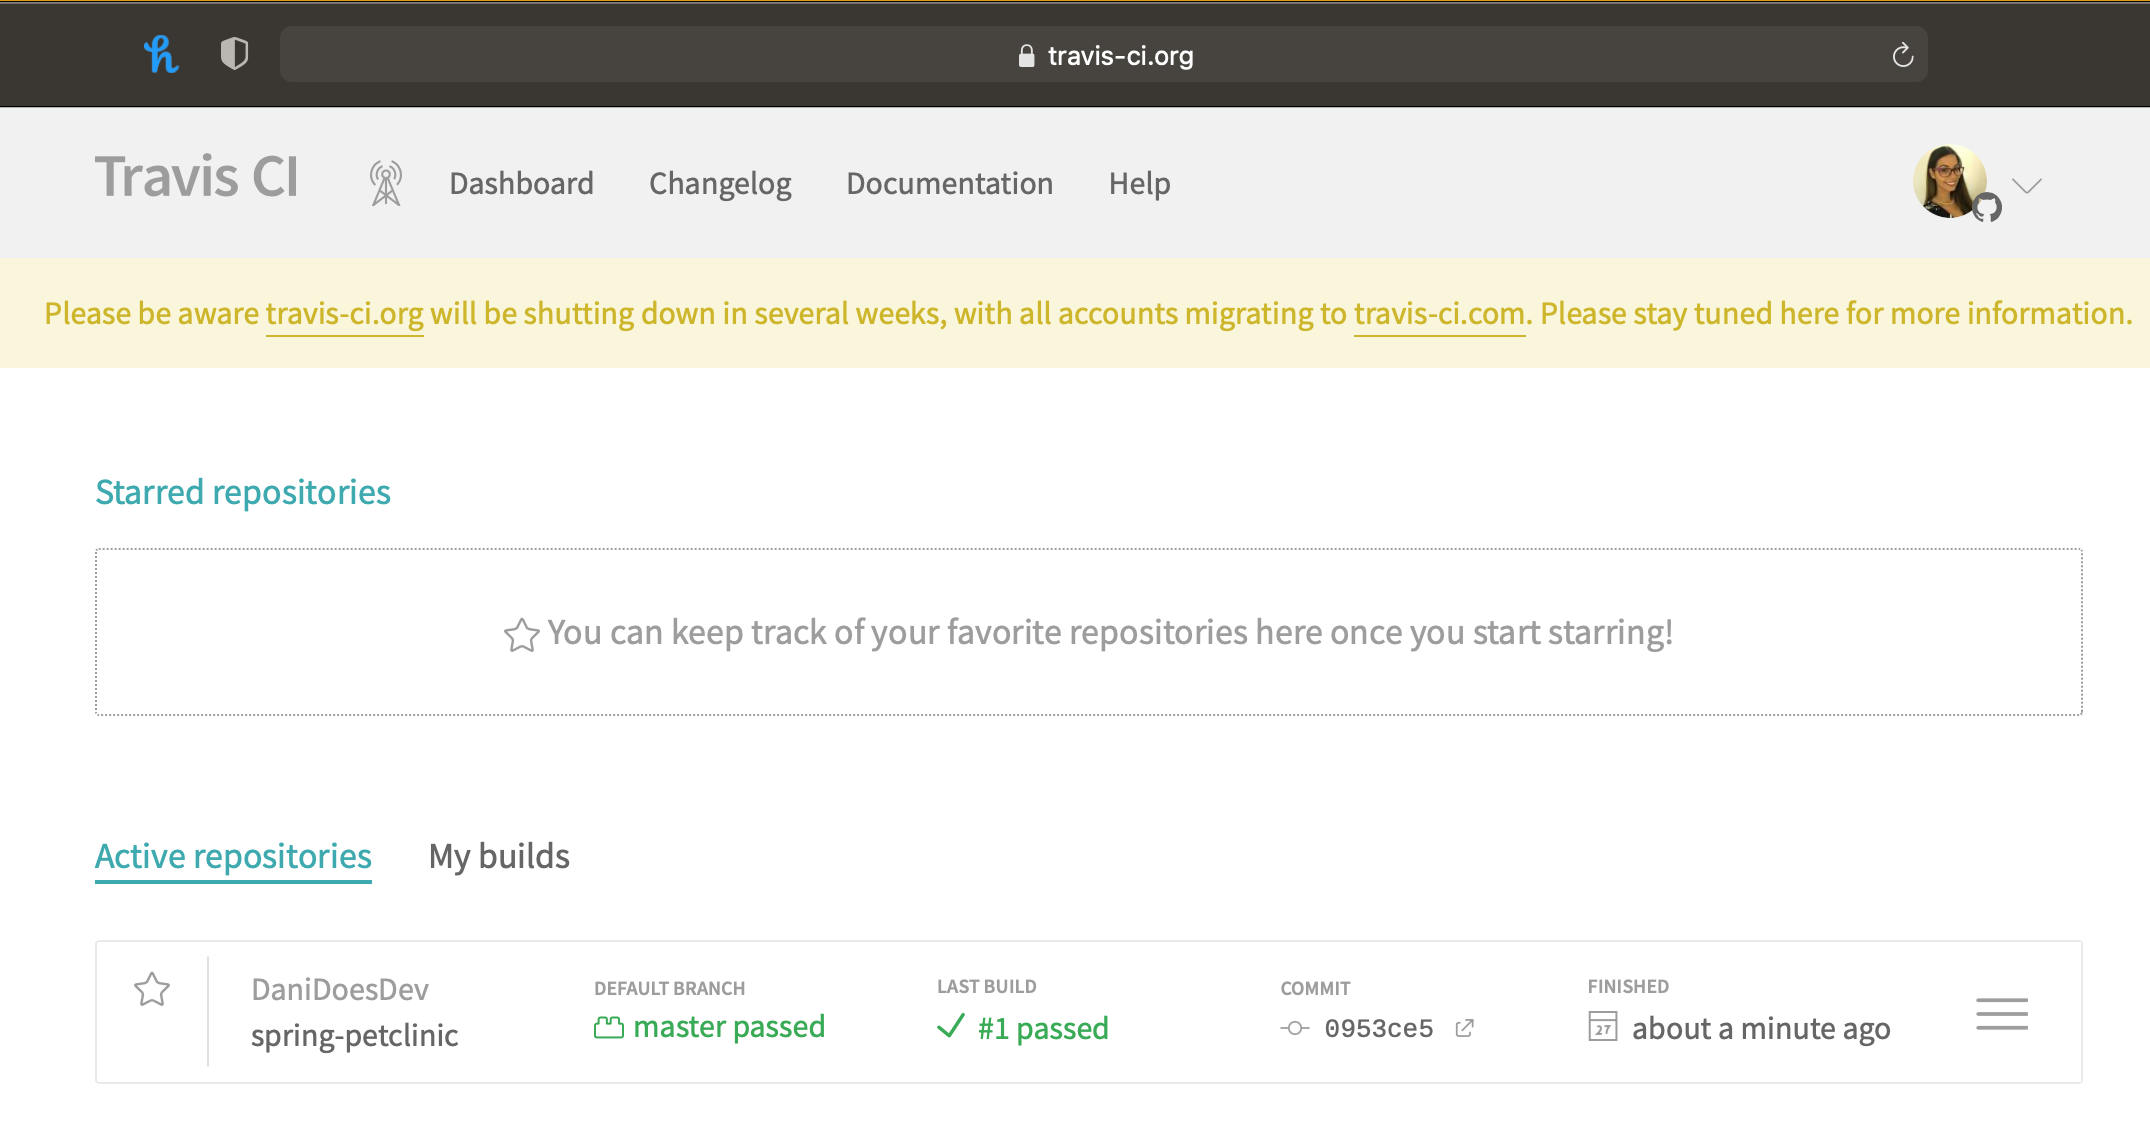 travis-ci.org
Travis CI Dashboard Changelog Documentation Help
Please be aware travis-ci.org will be shutting down in several weeks, with all accounts migrating to travis-ci.com. Please stay tuned here for more information.
Starred repositories
You can keep track of your favorite repositories here once you start starring!
Active repositories My builds
DaniDoesDev DEFAULT BRANCH LAST BUILD COMMIT FINISHED
spring-petclinic master passed #1 passed 0953ce5 27 about a minute ago